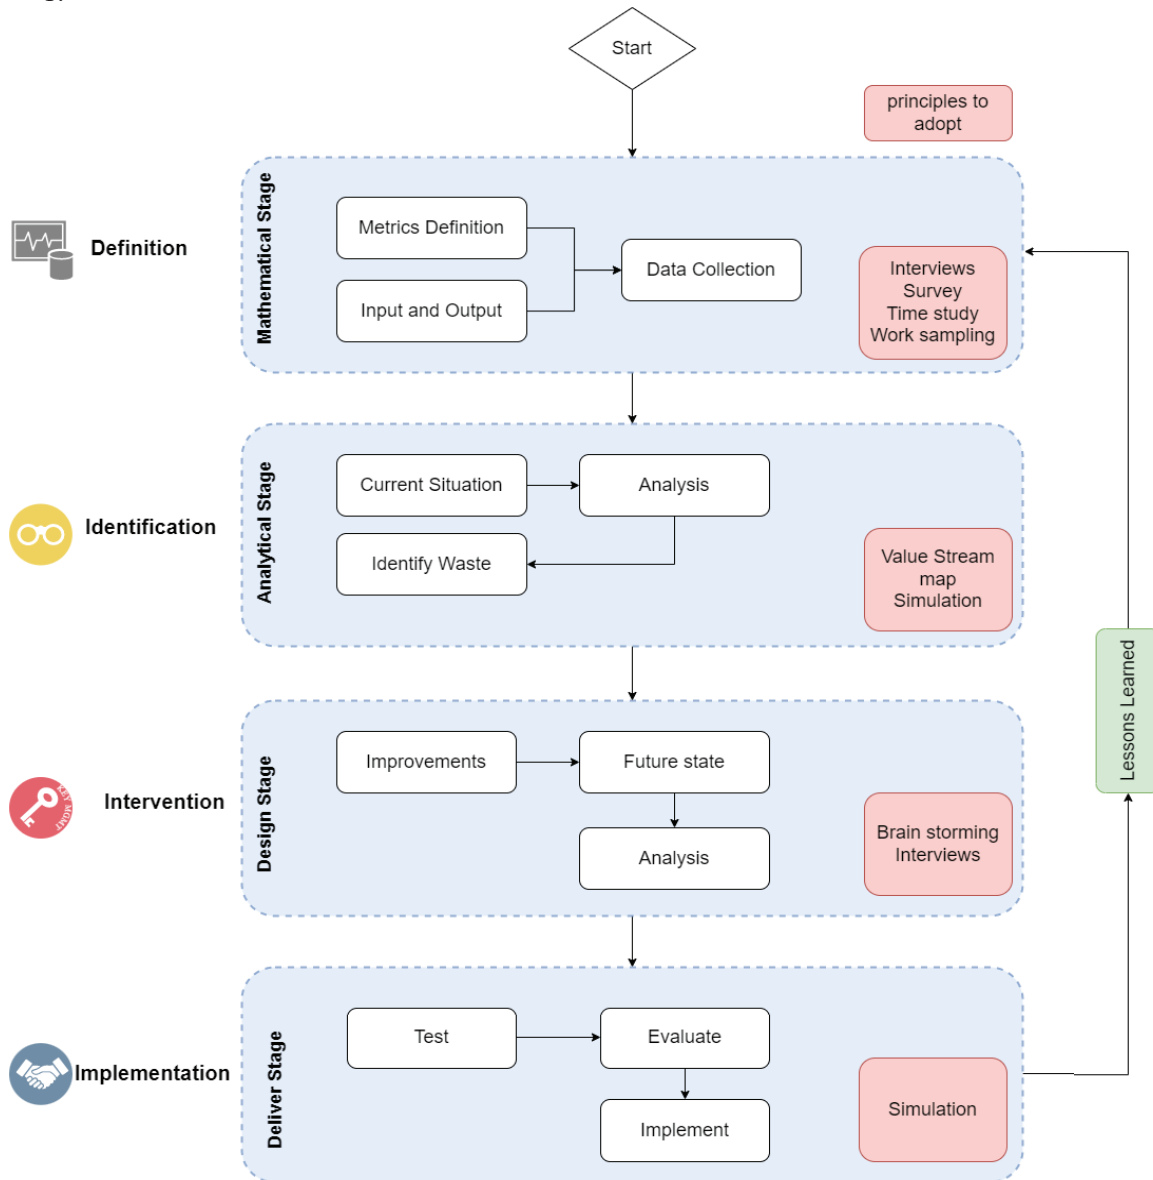 Start
principles to
adopt
Definition
Mathematical Stage
Metrics Definition
Input and Output
Data Collection
Interviews
Survey
Time study
Work sampling
Identification
Analytical Stage
Current Situation
Analysis
Identify Waste
Value Stream
map
Simulation
Lessons Learned
Intervention
KEY MGMT
Design Stage
Improvements
Future state
Analysis
Brain storming
Interviews
Implementation
Deliver Stage
Test
Evaluate
Implement
Simulation